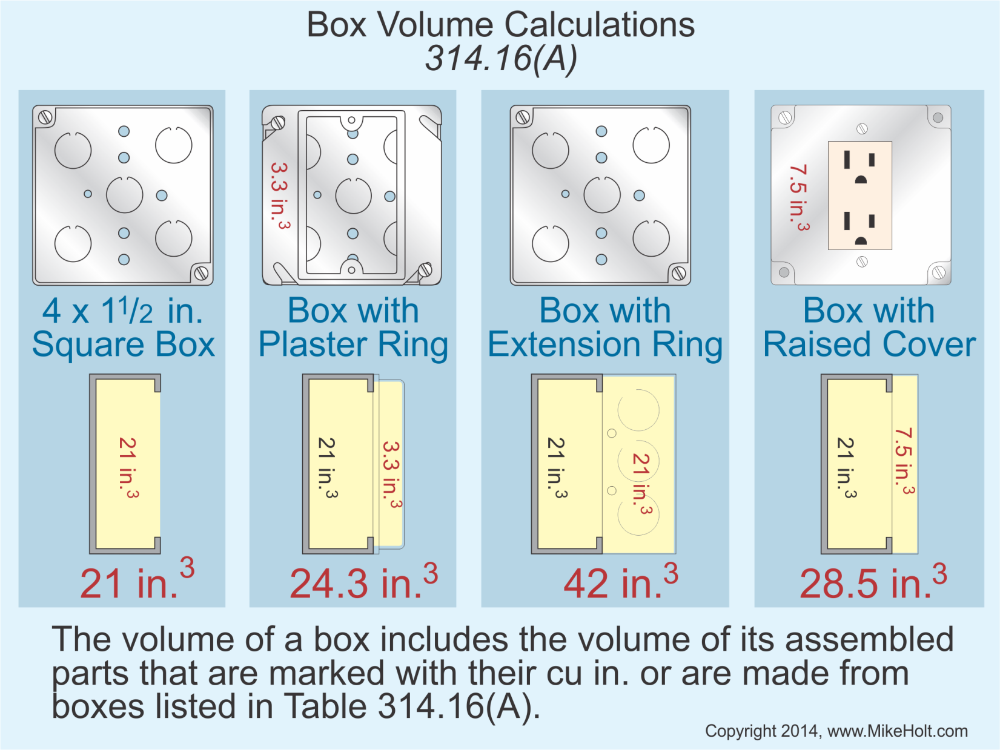 Box Volume Calculations
314.16(A)
3.3 in.³
7.5 in.³
4 x 1 1/2 in.
Square Box
Box with
Plaster Ring
Box with
Extension Ring
Box with
Raised Cover
21 in.³
21 in.³
3.3 in.³
21 in.³
21 in.³
21 in.³
7.5 in.³
21 in.³
24.3 in.³
42 in.³
28.5 in.³
The volume of a box includes the volume of its assembled
parts that are marked with their cu in. or are made from
boxes listed in Table 314.16(A).
Copyright 2014, www.MikeHolt.com